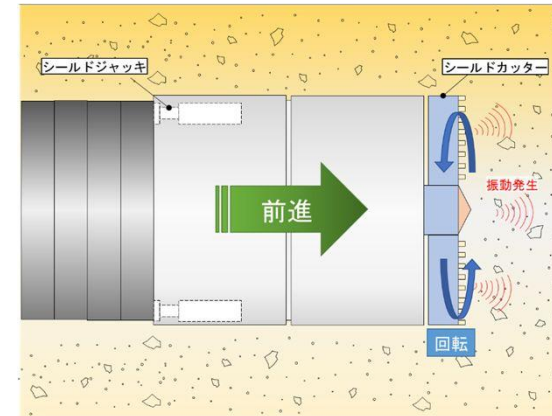 シールドジャッキ
シールドカッター
振動発生
前進
回転